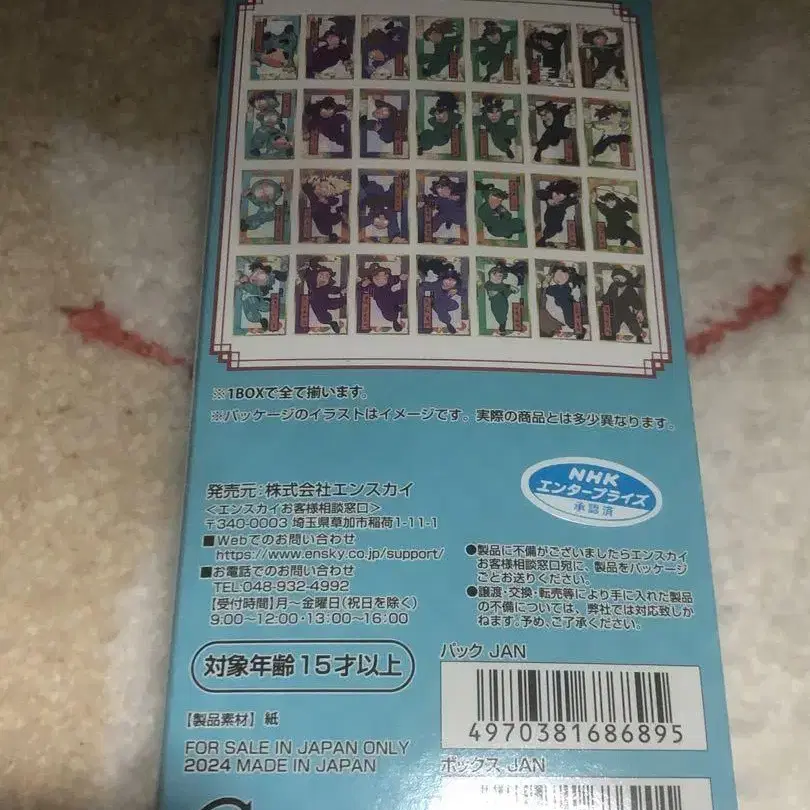 ※1BOXで全て揃います。
※パッケージのイラストはイメージです。実際の商品とは多少異なります。
発売元:株式会社エンスカイ
<エンスカイお客様相談窓口>
〒340-0003 埼玉県草加市稲荷1-11-1
■Webでのお問い合わせ
https://www.ensky.co.jp/support/
■お電話でのお問い合わせ
TEL:048-932-4992
【受付時間】月〜金曜日(祝日を除く)
9:00〜12:00・13:00〜16:00
対象年齢15才以上
【製品素材】紙
FOR SALE IN JAPAN ONLY
2024 MADE IN JAPAN
NHK
エンタープライズ
承認済
●製品に不備がございましたらエンスカイ
お客様相談窓口宛に、製品をパッケージ
ごとお送りください。
●譲渡・交換・転売等により手に入れた製品
の不備については、弊社では対応致しか
ねます。予め、ご了承ください。
パック JAN
4970381686895
ボックス JAN